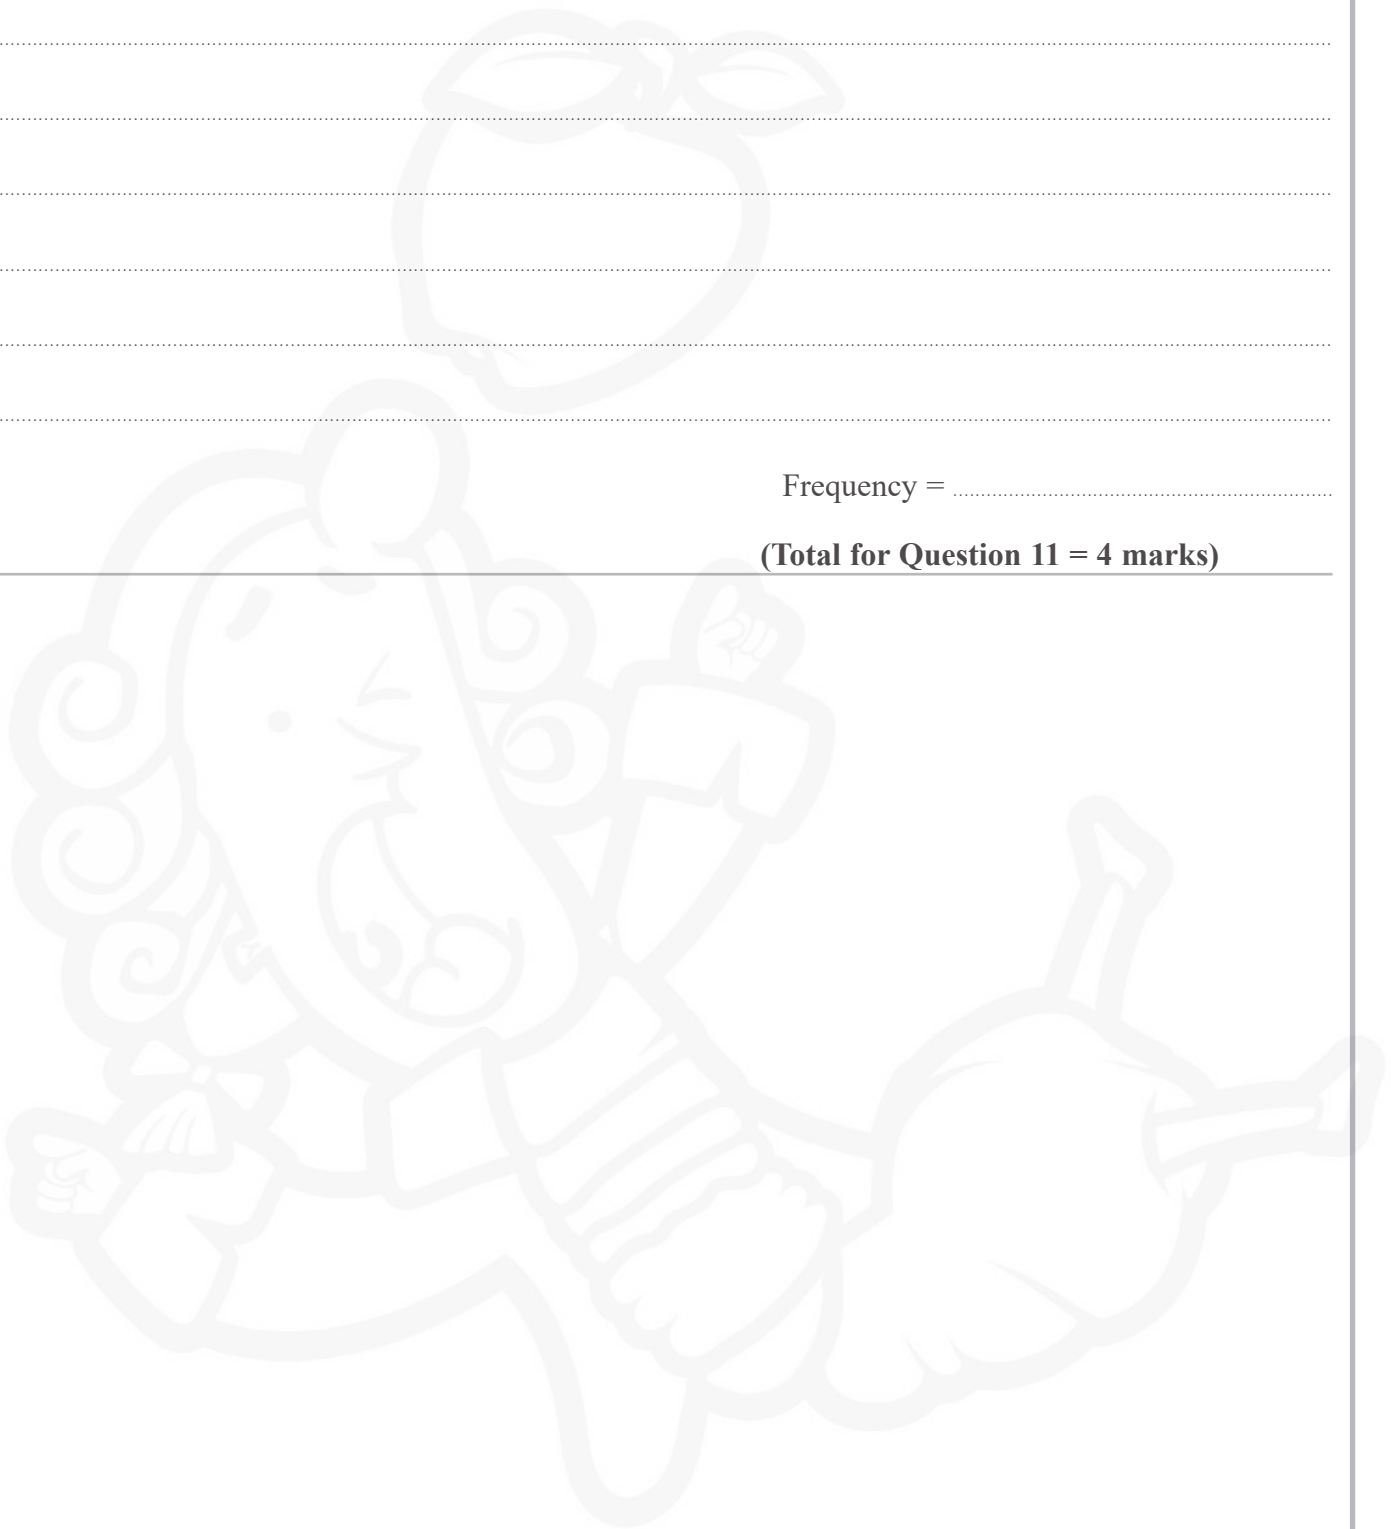 Frequency =
(Total for Question 11 = 4 marks)